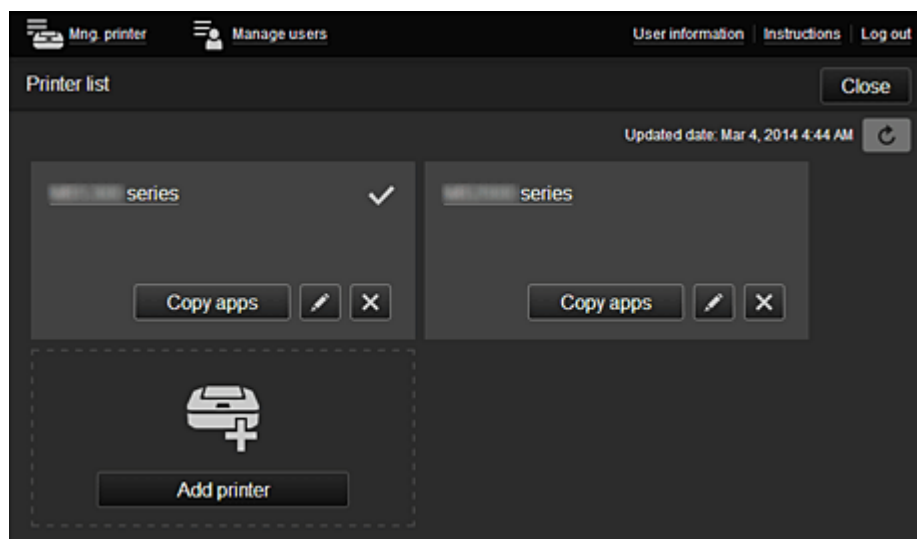 Mng. printer Manage users User information Instructions Log out
Printer list Close
Updated date: Mar 4, 2014 4:44 AM
series series
Copy apps Copy apps
Add printer